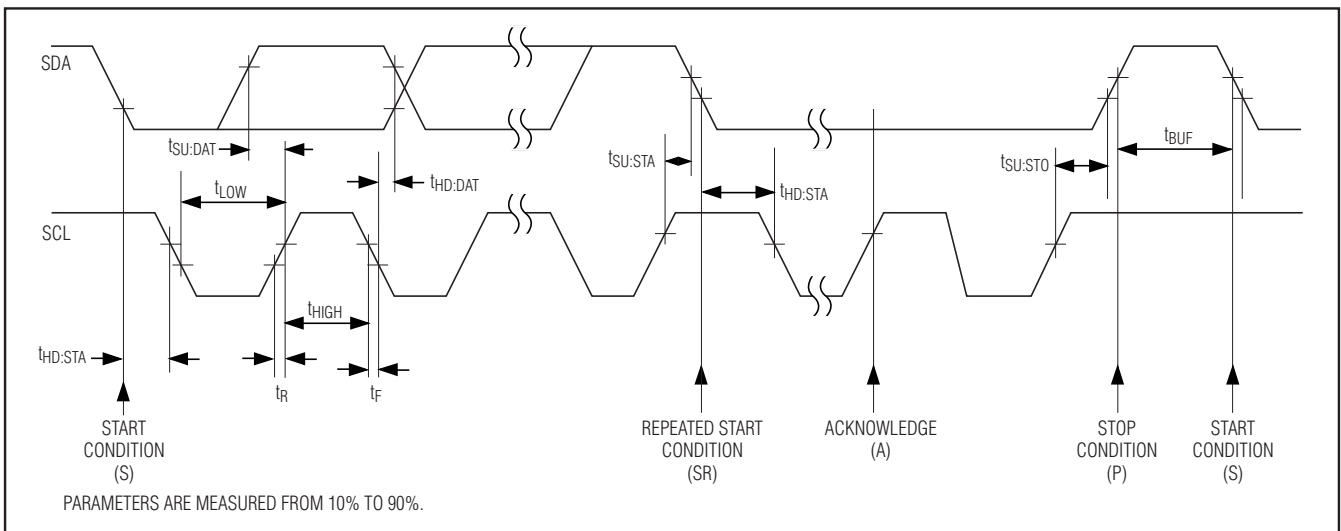 SDA
tSU:DAT
tHD:DAT
tLOW
tSU:STA
tHD:STA
tSU:STO
tBUF
SCL
tHIGH
tHD:STA
tR
tF
START
CONDITION
(S)
REPEATED START
CONDITION
(SR)
ACKNOWLEDGE
(A)
STOP
CONDITION
(P)
START
CONDITION
(S)
PARAMETERS ARE MEASURED FROM 10% TO 90%.